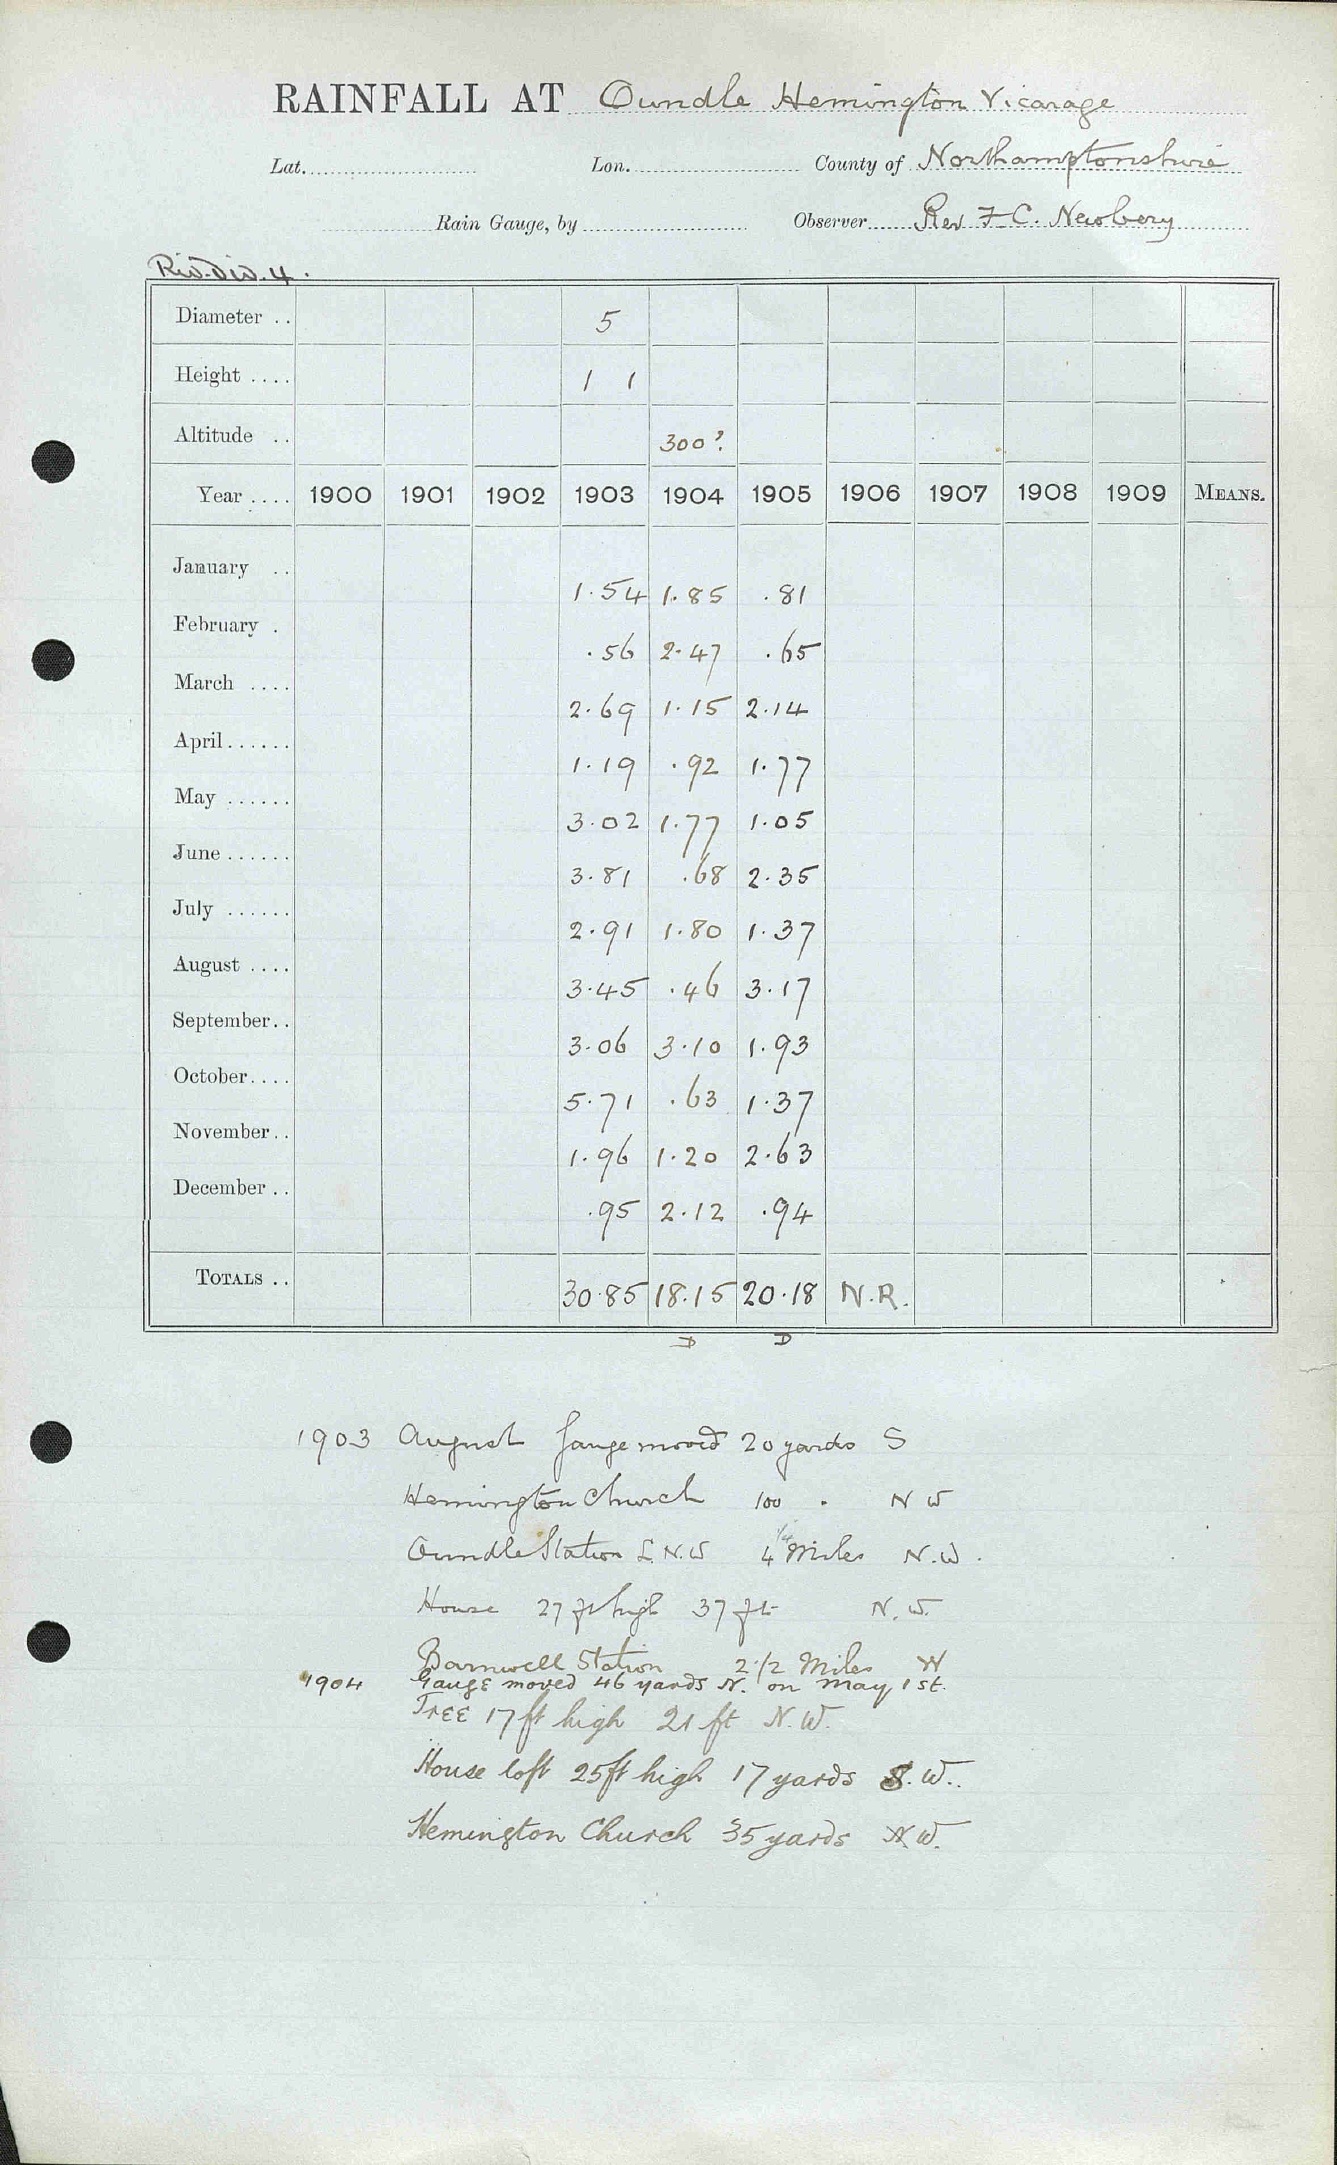 RAINFALL AT Oundle Hemington Vicarage
Lat. Lon. County of Northamptonshire
Rain Gauge, by Observer Rev F C. Newbery
Riv. Div. 4.
Diameter .. 5
Height .... 1 1
Altitude .. 300?
Year .... 1900 1901 1902 1903 1904 1905 1906 1907 1908 1909 MEANS.
January .. 1.54 1.85 .81
February . .56 2.47 .65
March .... 2.69 1.15 2.14
April...... 1.19 .92 1.77
May ...... 3.02 1.77 1.05
June ...... 3.81 .68 2.35
July ...... 2.91 1.80 1.37
August .... 3.45 .46 3.17
September.. 3.06 3.10 1.93
October.... 5.71 .63 1.37
November.. 1.96 1.20 2.63
December .. .95 2.12 .94
TOTALS .. 30.85 18.15 20.18 N.R.
D D
1903 August Gauge moved 20 yards S
Hemington Church 100 " N W
Oundle Station L.N.W 4 1/4 Miles N.W.
House 27 ft high 37 ft N.W.
Barnwell Station 2 1/2 Miles W
1904 Gauge moved 46 yards N. on May 1st.
Tree 17 ft high 21 ft N.W.
House loft 25ft high 17 yards S.W..
Hemington Church 35 yards N.W.